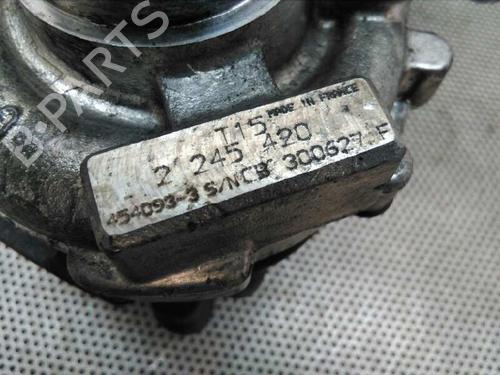 B-PARTS
T15 MADE IN FRANCE
2 245 420
454093-3 S/NCB 300627 F